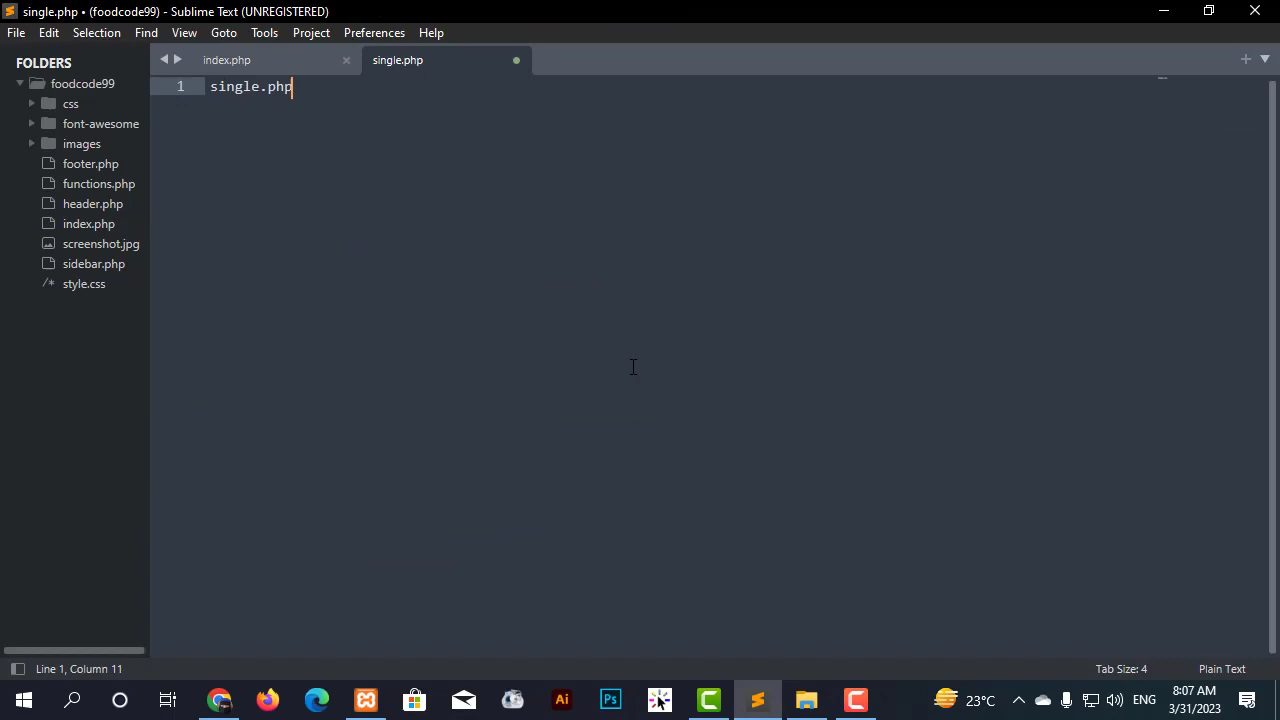 single.php • (foodcode99) - Sublime Text (UNREGISTERED)
File Edit Selection Find View Goto Tools Project Preferences Help
FOLDERS
foodcode99
css
font-awesome
images
footer.php
functions.php
header.php
index.php
screenshot.jpg
sidebar.php
/* style.css
index.php single.php
1 single.php
Line 1, Column 11 Tab Size: 4 Plain Text
Ai Ps 23°C ENG 8:07 AM
3/31/2023 3